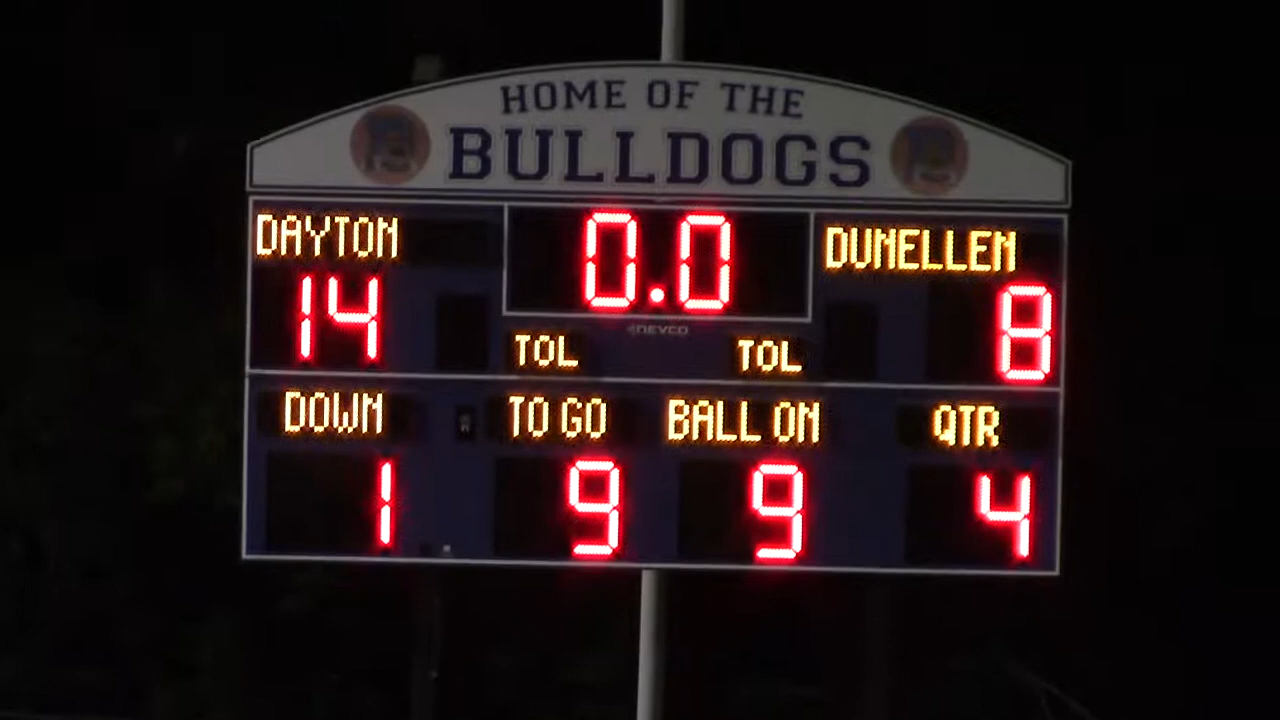 HOME OF THE
BULLDOGS
DAYTON 0.0 DUNELLEN
14 8
DEVCO
TOL TOL
DOWN TO GO BALL ON QTR
1 9 9 4